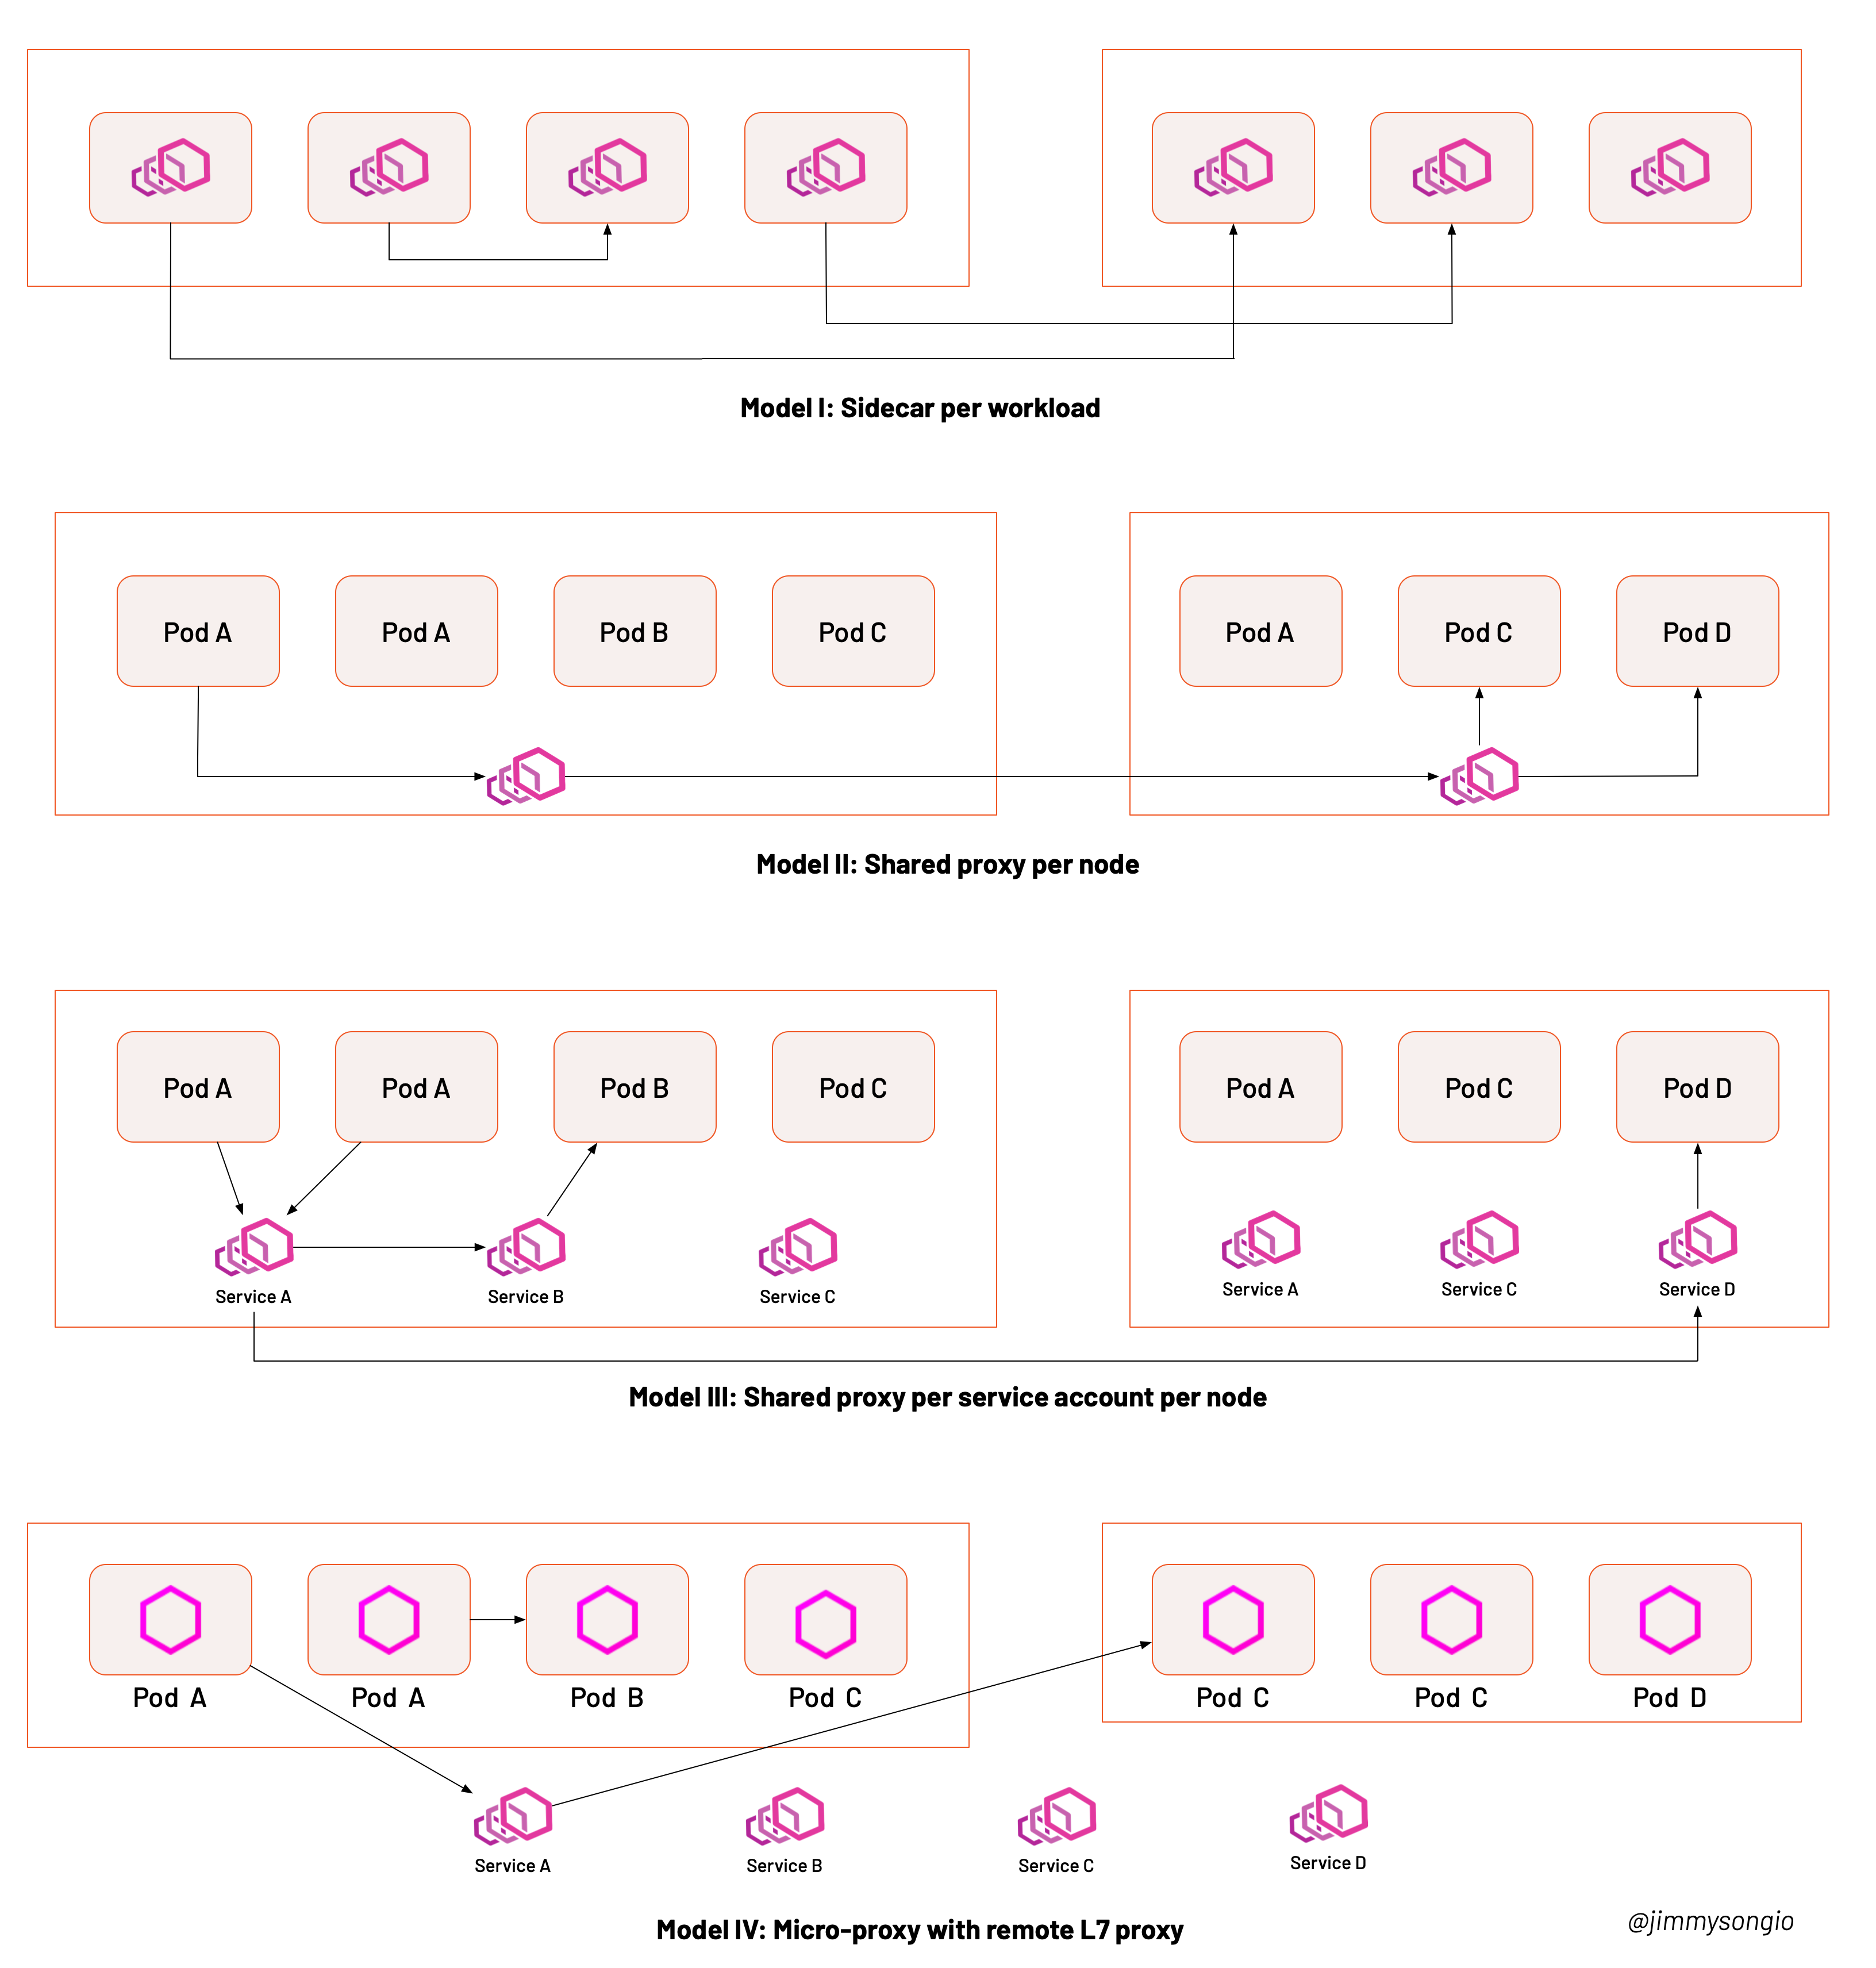 Model I: Sidecar per workload
Pod A
Pod A
Pod B
Pod C
Pod A
Pod C
Pod D
Model II: Shared proxy per node
Pod A
Pod A
Pod B
Pod C
Pod A
Pod C
Pod D
Service A
Service B
Service C
Service A
Service C
Service D
Model III: Shared proxy per service account per node
Pod A
Pod A
Pod B
Pod C
Pod C
Pod C
Pod D
Service A
Service B
Service C
Service D
Model IV: Micro-proxy with remote L7 proxy
@jimmysongio